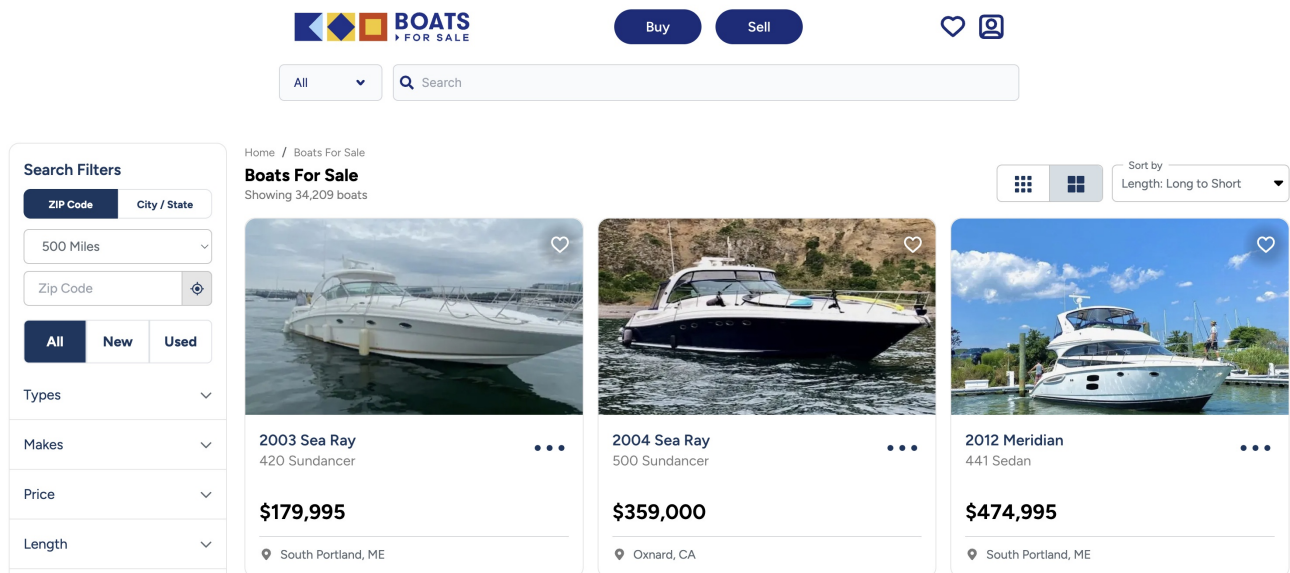 BOATS
FOR SALE
Buy
Sell
All
Search
Search Filters
ZIP Code
City / State
500 Miles
Zip Code
All
New
Used
Types
Makes
Price
Length
Home / Boats For Sale
Boats For Sale
Showing 34,209 boats
Sort by
Length: Long to Short
2003 Sea Ray
420 Sundancer
$179,995
South Portland, ME
2004 Sea Ray
500 Sundancer
$359,000
Oxnard, CA
2012 Meridian
441 Sedan
$474,995
South Portland, ME